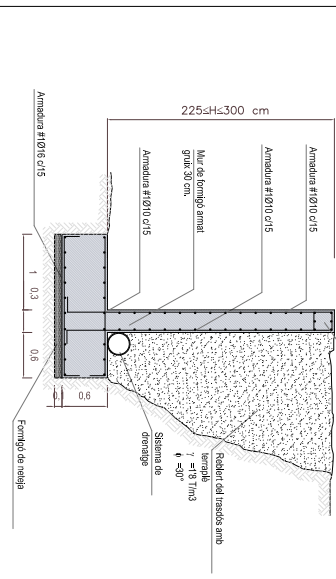 225≤H≤300 cm
Armadura #1Ø10 c/15
Armadura #1Ø10 c/15
Mur de formigó armat
gruix 30 cm.
Armadura #1Ø10 c/15
Armadura #1Ø16 c/15
Reblert del trasdós amb
terraplè
γ =1'8 T/m3
ϕ =30°
Sistema de
drenatge
Formigó de neteja
1
0,3
0,6
0,1
0,6